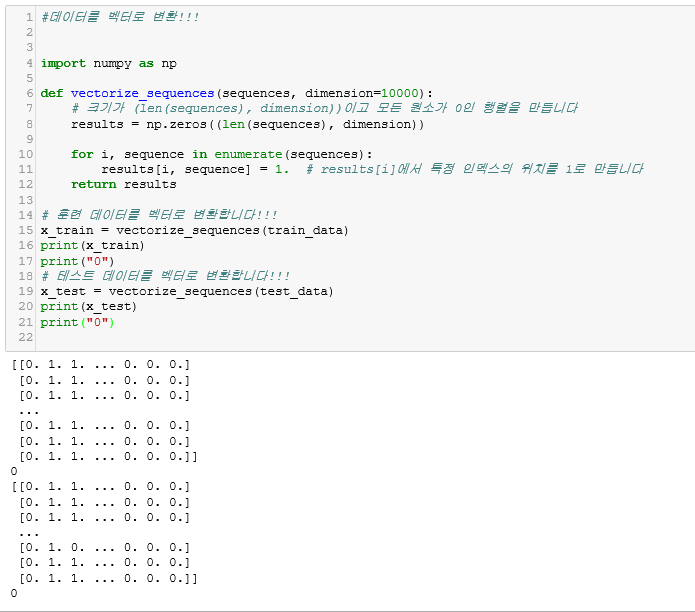 1 #데이터를 벡터로 변환!!!
2
3
4 import numpy as np
5
6 def vectorize_sequences(sequences, dimension=10000):
7 # 크기가 (len(sequences), dimension))이고 모든 원소가 0인 행렬을 만듭니다
8 results = np.zeros((len(sequences), dimension))
9
10 for i, sequence in enumerate(sequences):
11 results[i, sequence] = 1. # results[i]에서 특정 인덱스의 위치를 1로 만듭니다
12 return results
13
14 # 훈련 데이터를 벡터로 변환합니다!!!
15 x_train = vectorize_sequences(train_data)
16 print(x_train)
17 print("0")
18 # 테스트 데이터를 벡터로 변환합니다!!!
19 x_test = vectorize_sequences(test_data)
20 print(x_test)
21 print("0")
22
[[0. 1. 1. ... 0. 0. 0.]
[0. 1. 1. ... 0. 0. 0.]
[0. 1. 1. ... 0. 0. 0.]
...
[0. 1. 1. ... 0. 0. 0.]
[0. 1. 1. ... 0. 0. 0.]
[0. 1. 1. ... 0. 0. 0.]]
0
[[0. 1. 1. ... 0. 0. 0.]
[0. 1. 1. ... 0. 0. 0.]
[0. 1. 1. ... 0. 0. 0.]
...
[0. 1. 0. ... 0. 0. 0.]
[0. 1. 1. ... 0. 0. 0.]
[0. 1. 1. ... 0. 0. 0.]]
0